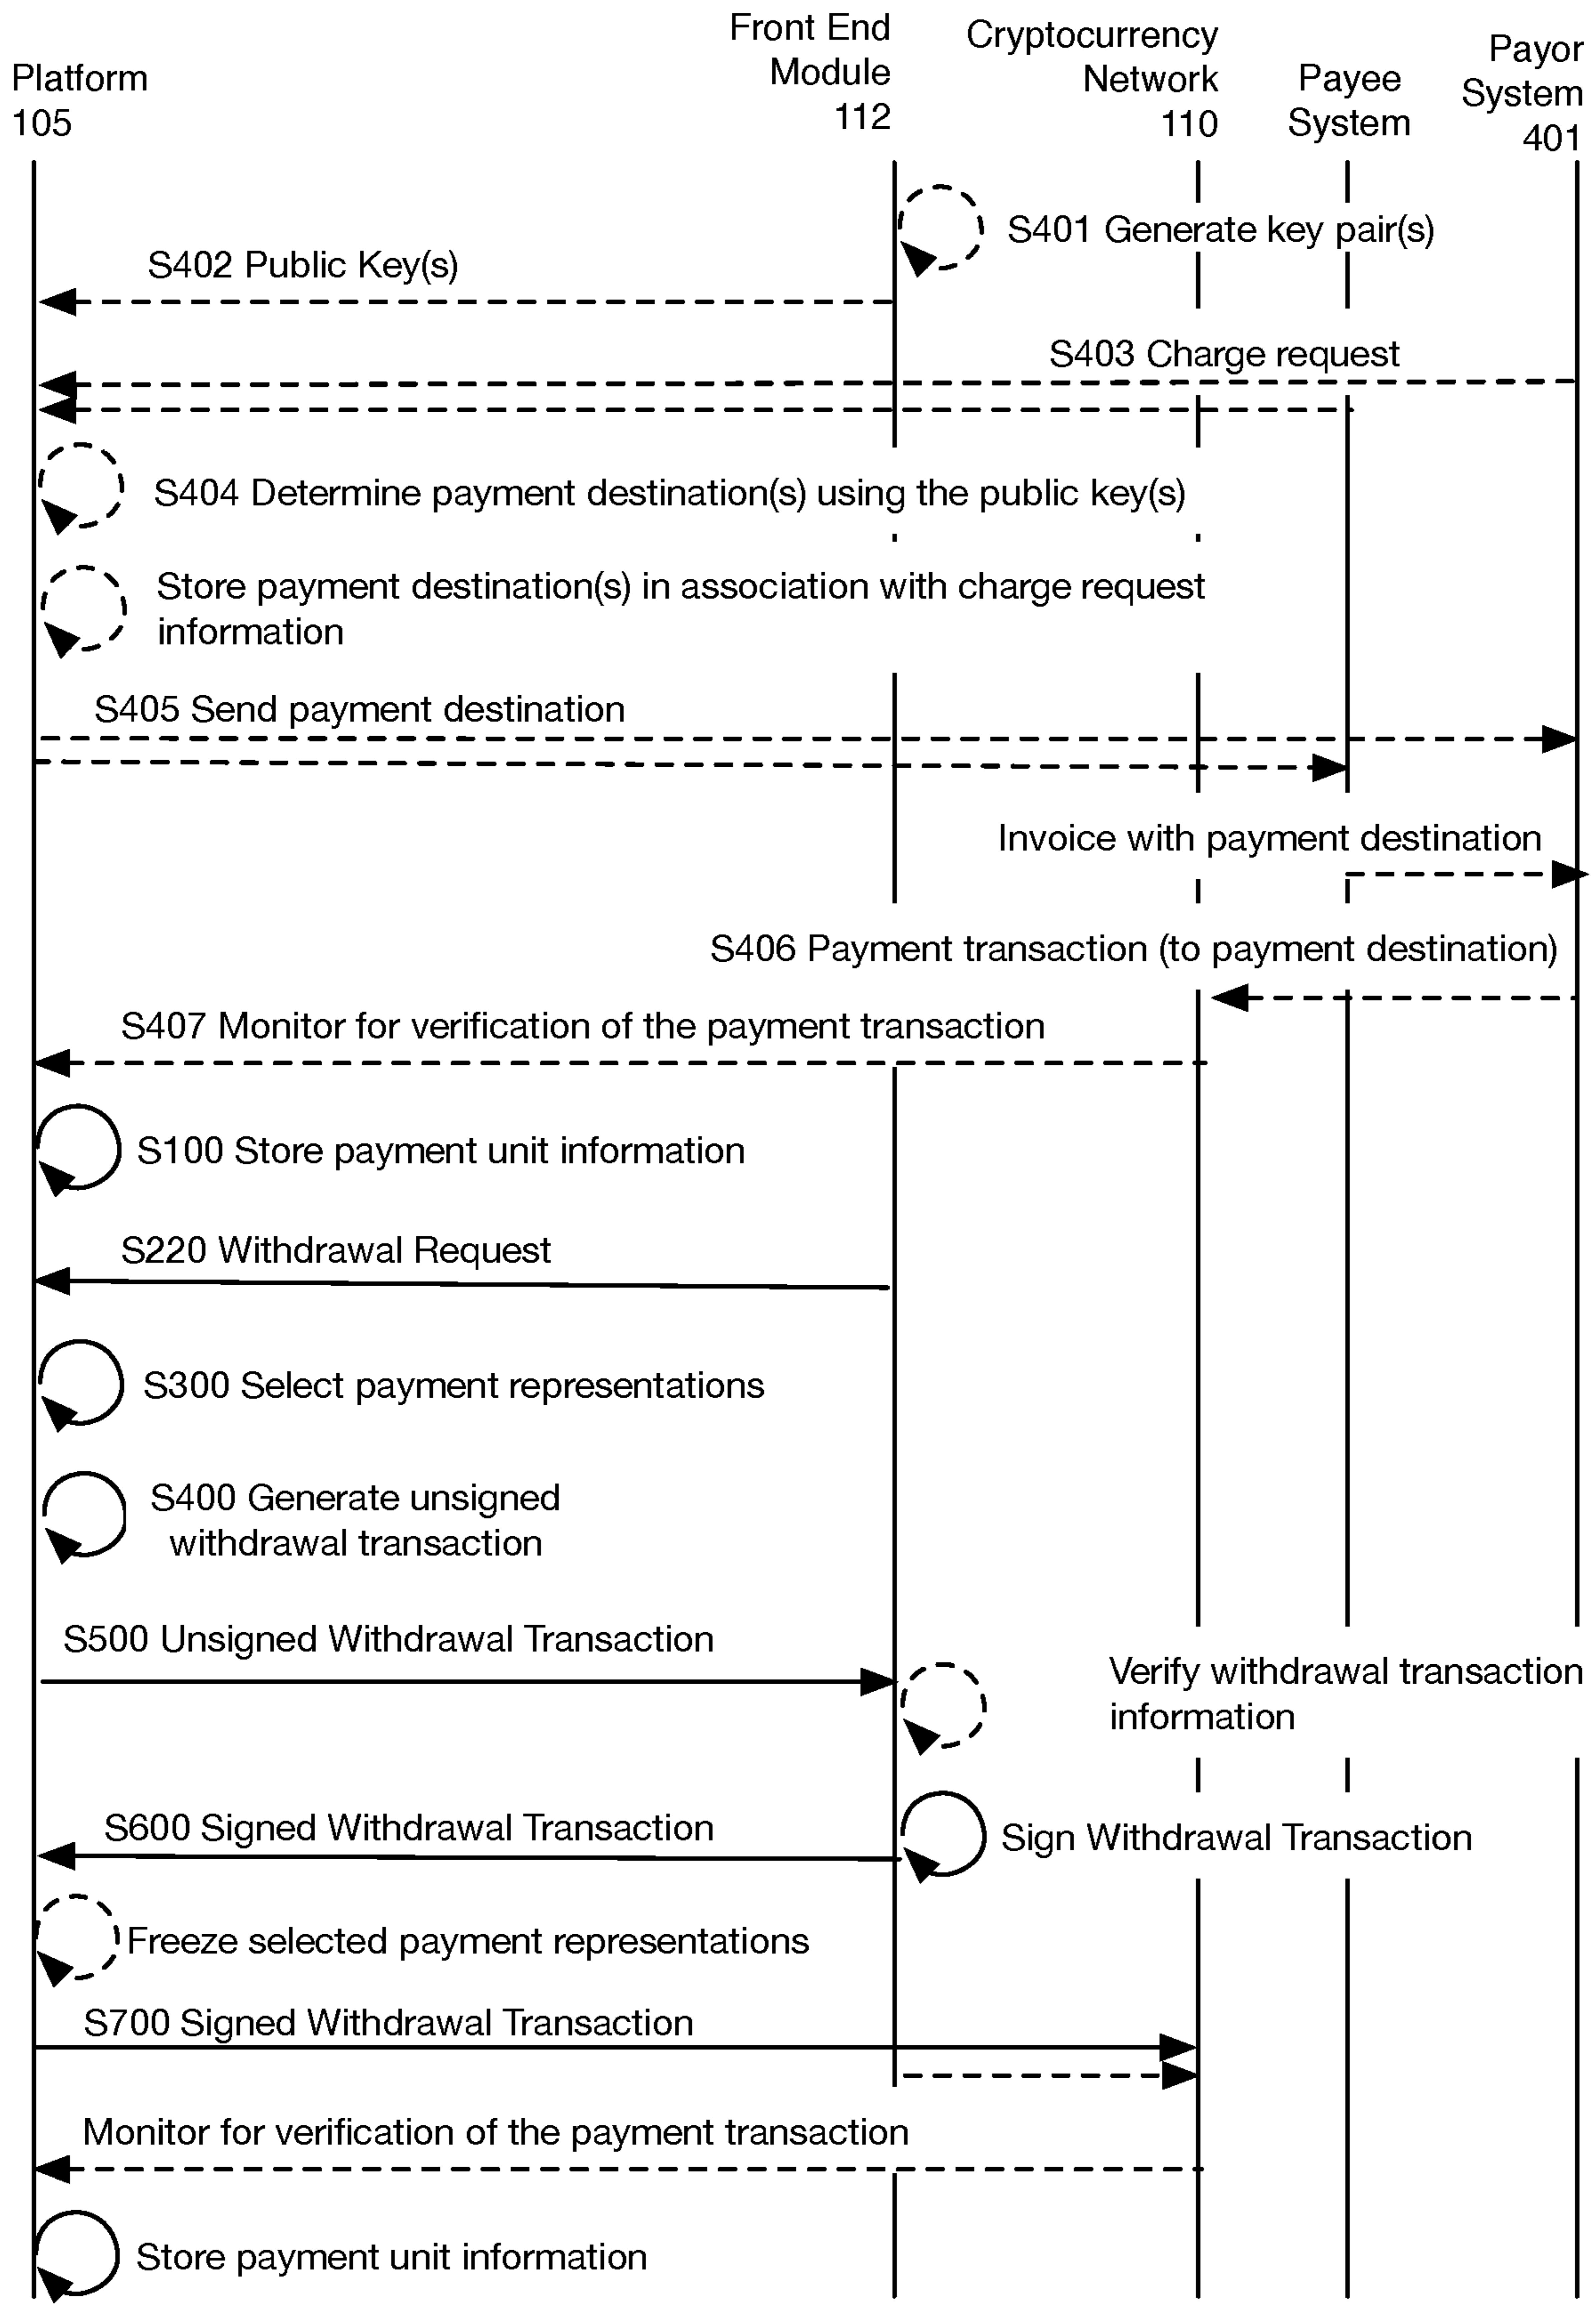 Platform
105
Front End
Module
112
Cryptocurrency
Network
110
Payee
System
Payor
System
401
S401 Generate key pair(s)
S402 Public Key(s)
S403 Charge request
S404 Determine payment destination(s) using the public key(s)
Store payment destination(s) in association with charge request
information
S405 Send payment destination
Invoice with payment destination
S406 Payment transaction (to payment destination)
S407 Monitor for verification of the payment transaction
S100 Store payment unit information
S220 Withdrawal Request
S300 Select payment representations
S400 Generate unsigned
withdrawal transaction
S500 Unsigned Withdrawal Transaction
Verify withdrawal transaction
information
S600 Signed Withdrawal Transaction
Sign Withdrawal Transaction
Freeze selected payment representations
S700 Signed Withdrawal Transaction
Monitor for verification of the payment transaction
Store payment unit information